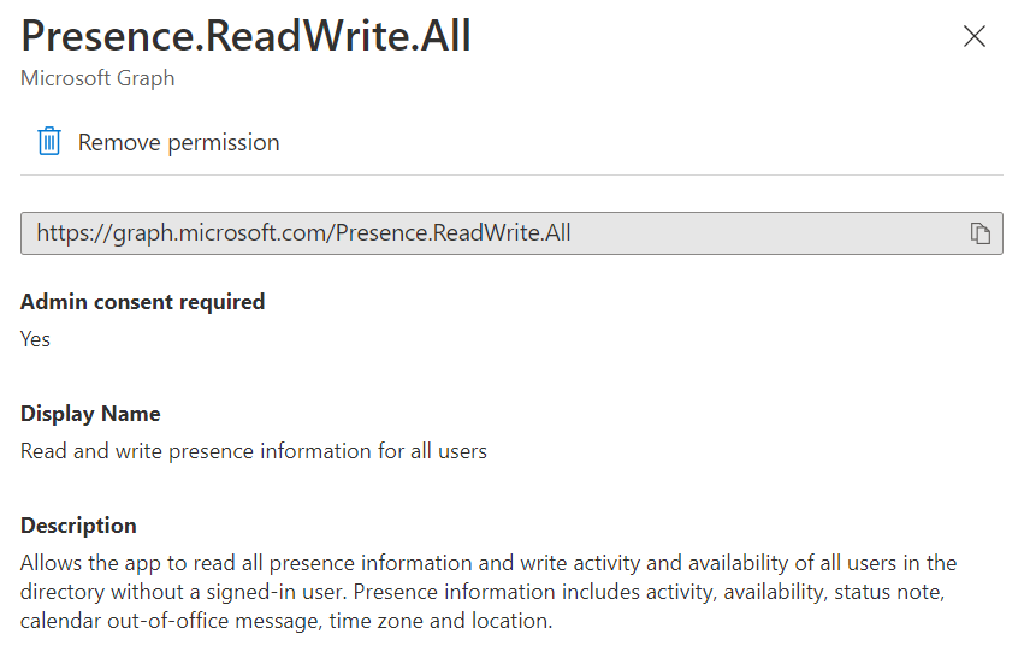 Presence.ReadWrite.All
Microsoft Graph
Remove permission
https://graph.microsoft.com/Presence.ReadWrite.All
Admin consent required
Yes
Display Name
Read and write presence information for all users
Description
Allows the app to read all presence information and write activity and availability of all users in the
directory without a signed-in user. Presence information includes activity, availability, status note,
calendar out-of-office message, time zone and location.